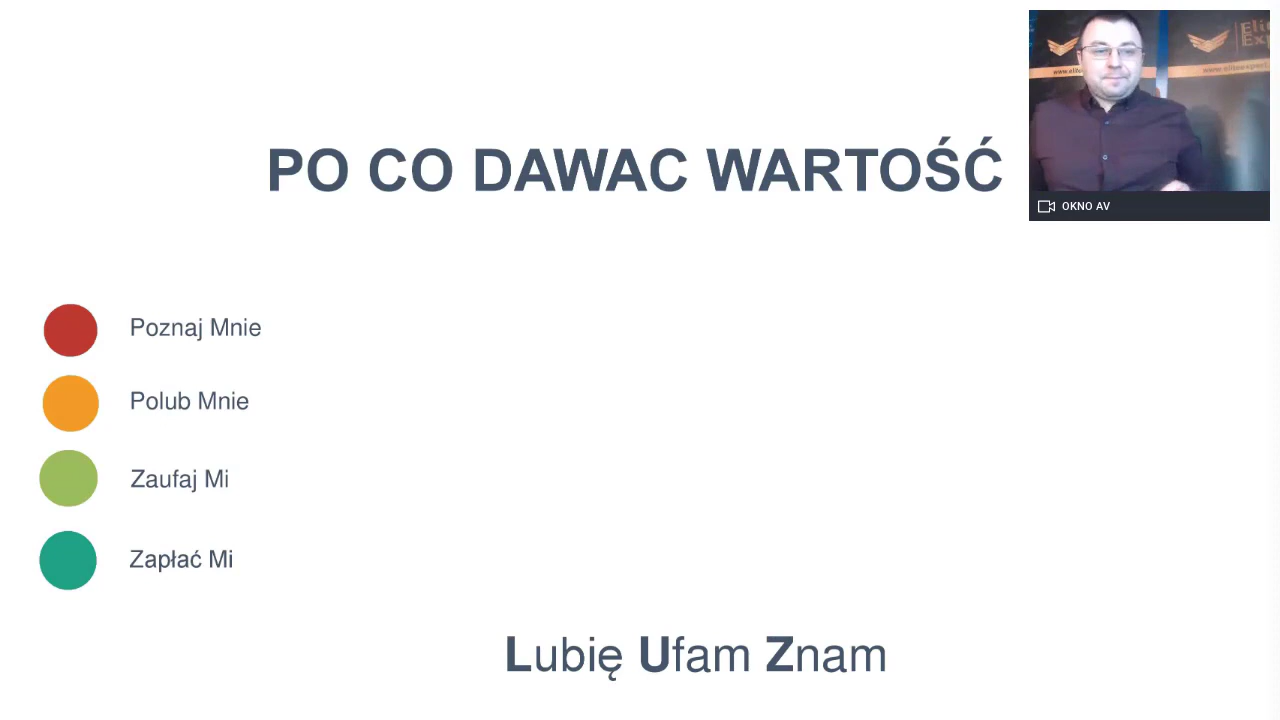 PO CO DAWAC WARTOŚĆ
OKNO AV
Poznaj Mnie
Polub Mnie
Zaufaj Mi
Zapłać Mi
Lubię Ufam Znam